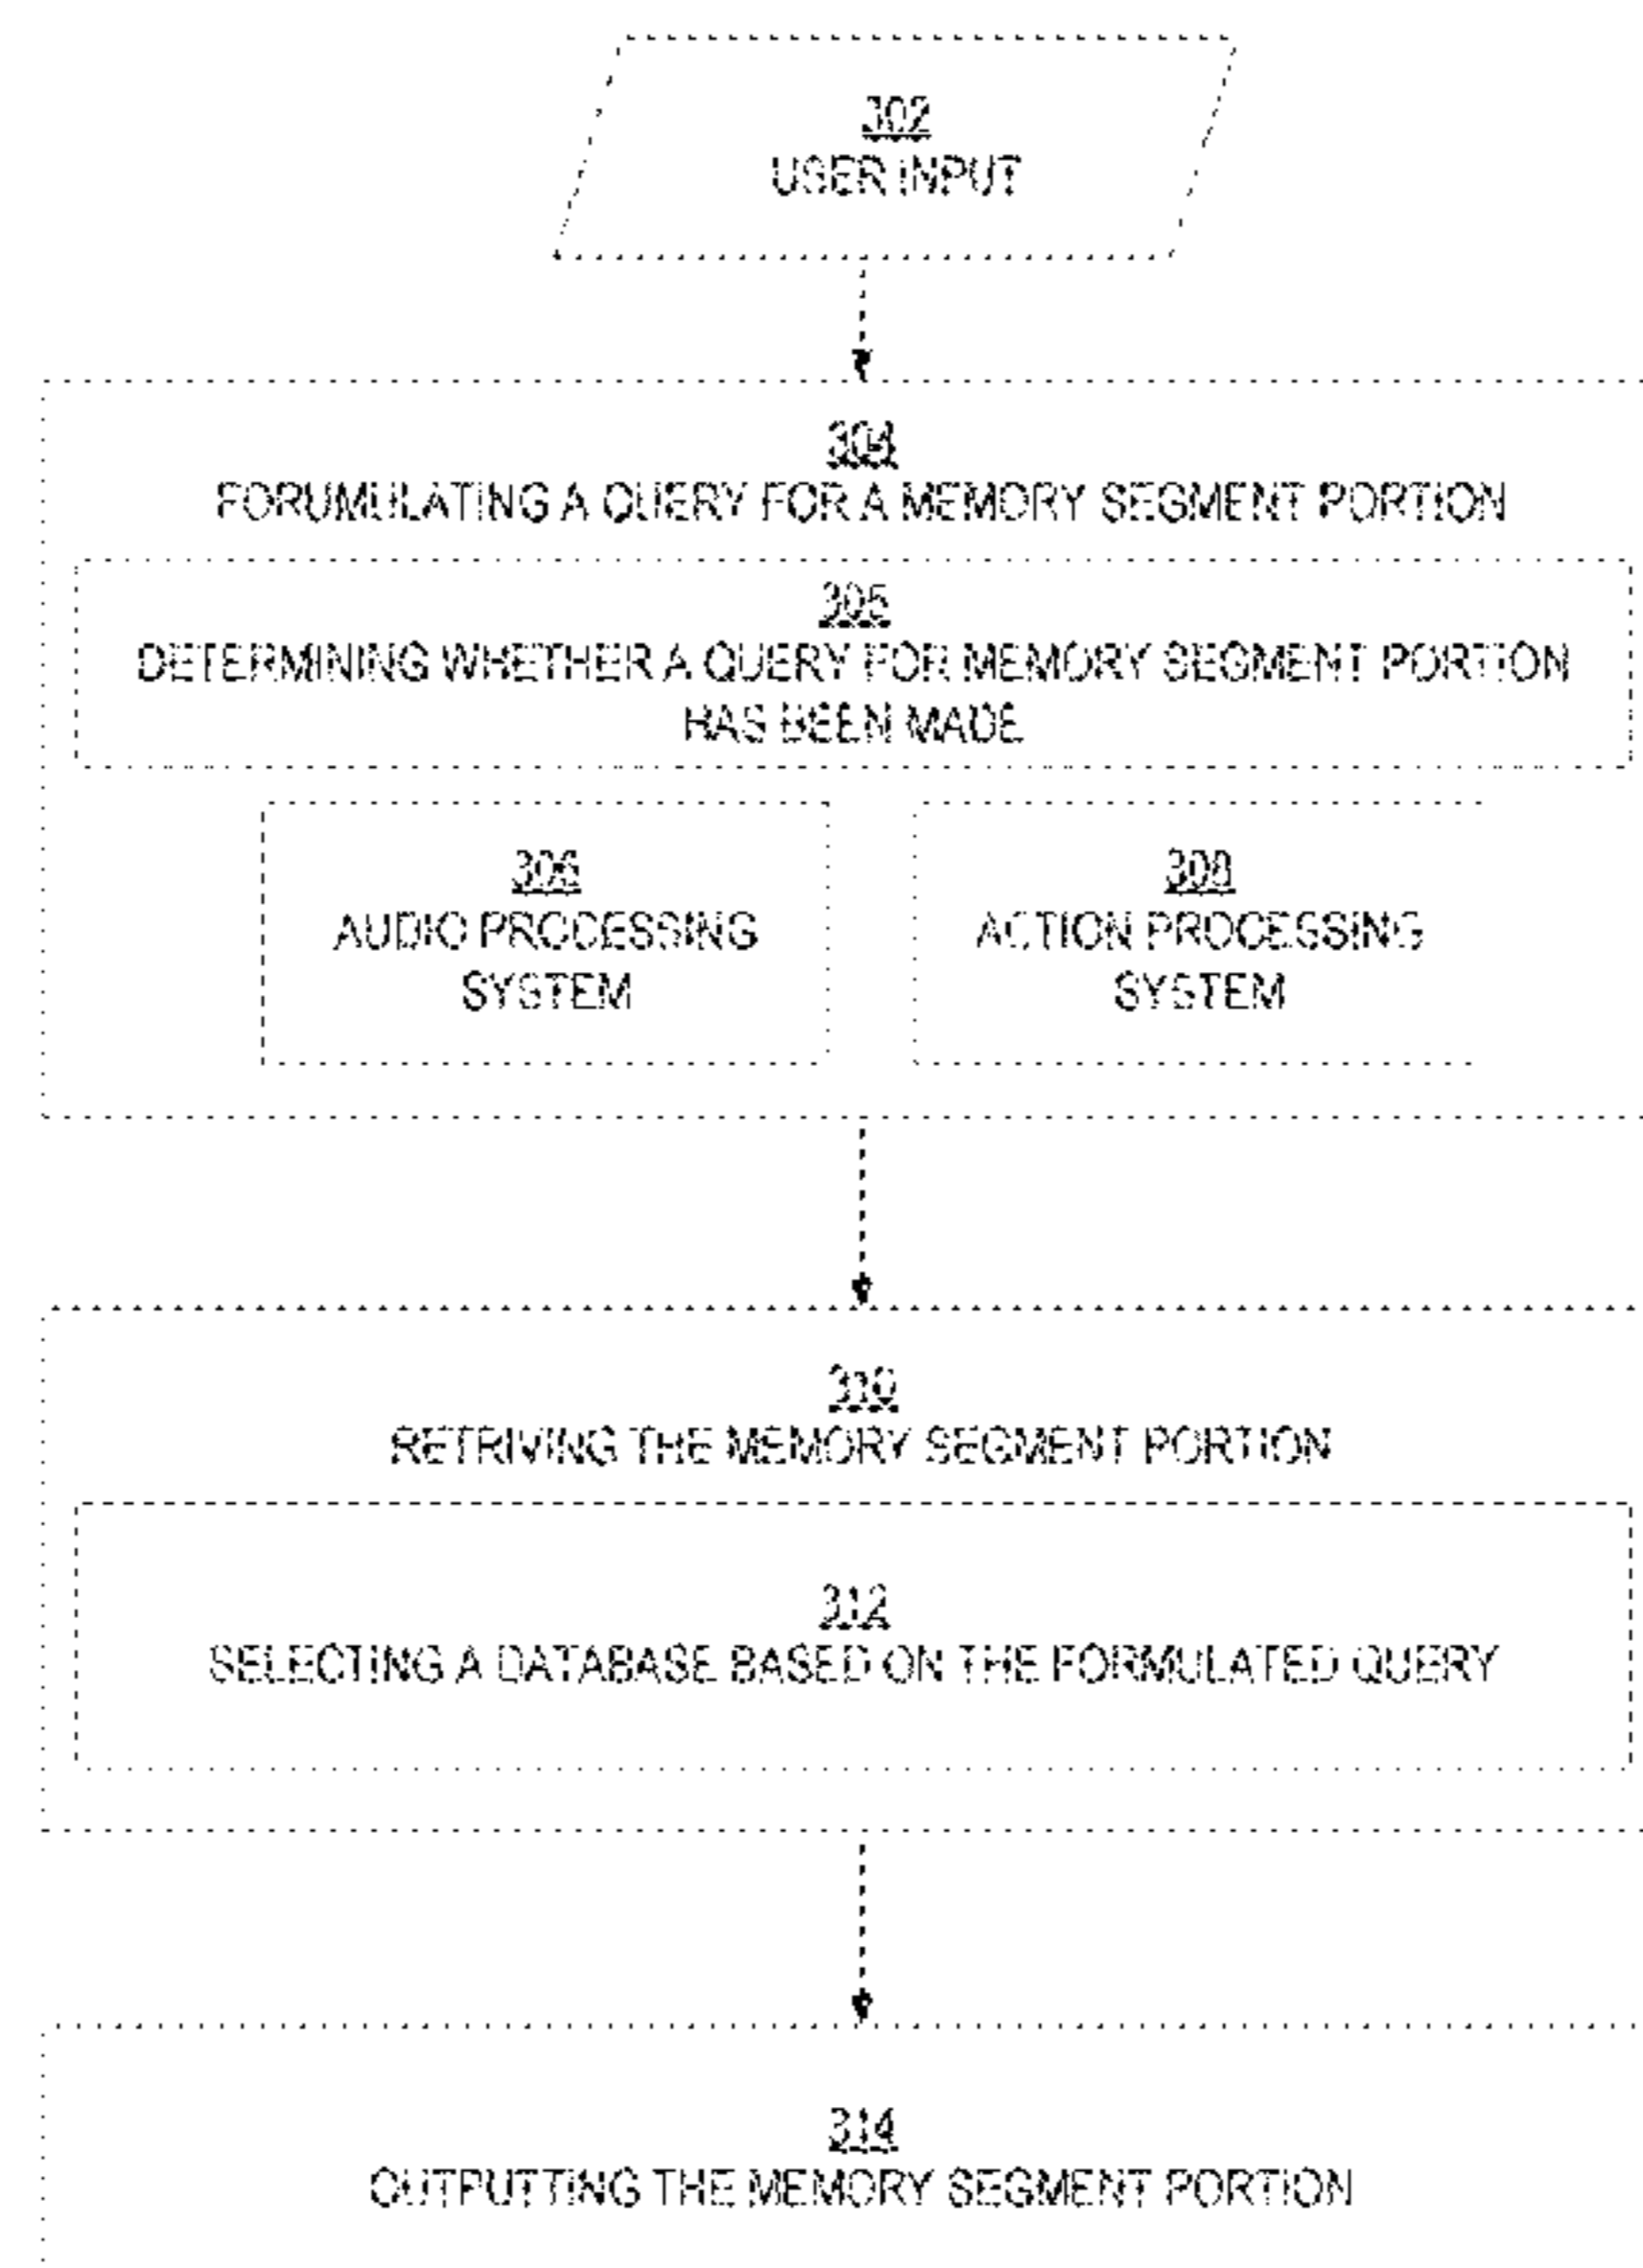 302
USER INPUT
304
FORUMULATING A QUERY FOR A MEMORY SEGMENT PORTION
305
DETERMINING WHETHER A QUERY FOR MEMORY SEGMENT PORTION
HAS BEEN MADE
306
AUDIO PROCESSING
SYSTEM
308
ACTION PROCESSING
SYSTEM
310
RETRIVING THE MEMORY SEGMENT PORTION
312
SELECTING A DATABASE BASED ON THE FORMULATED QUERY
314
OUTPUTTING THE MEMORY SEGMENT PORTION